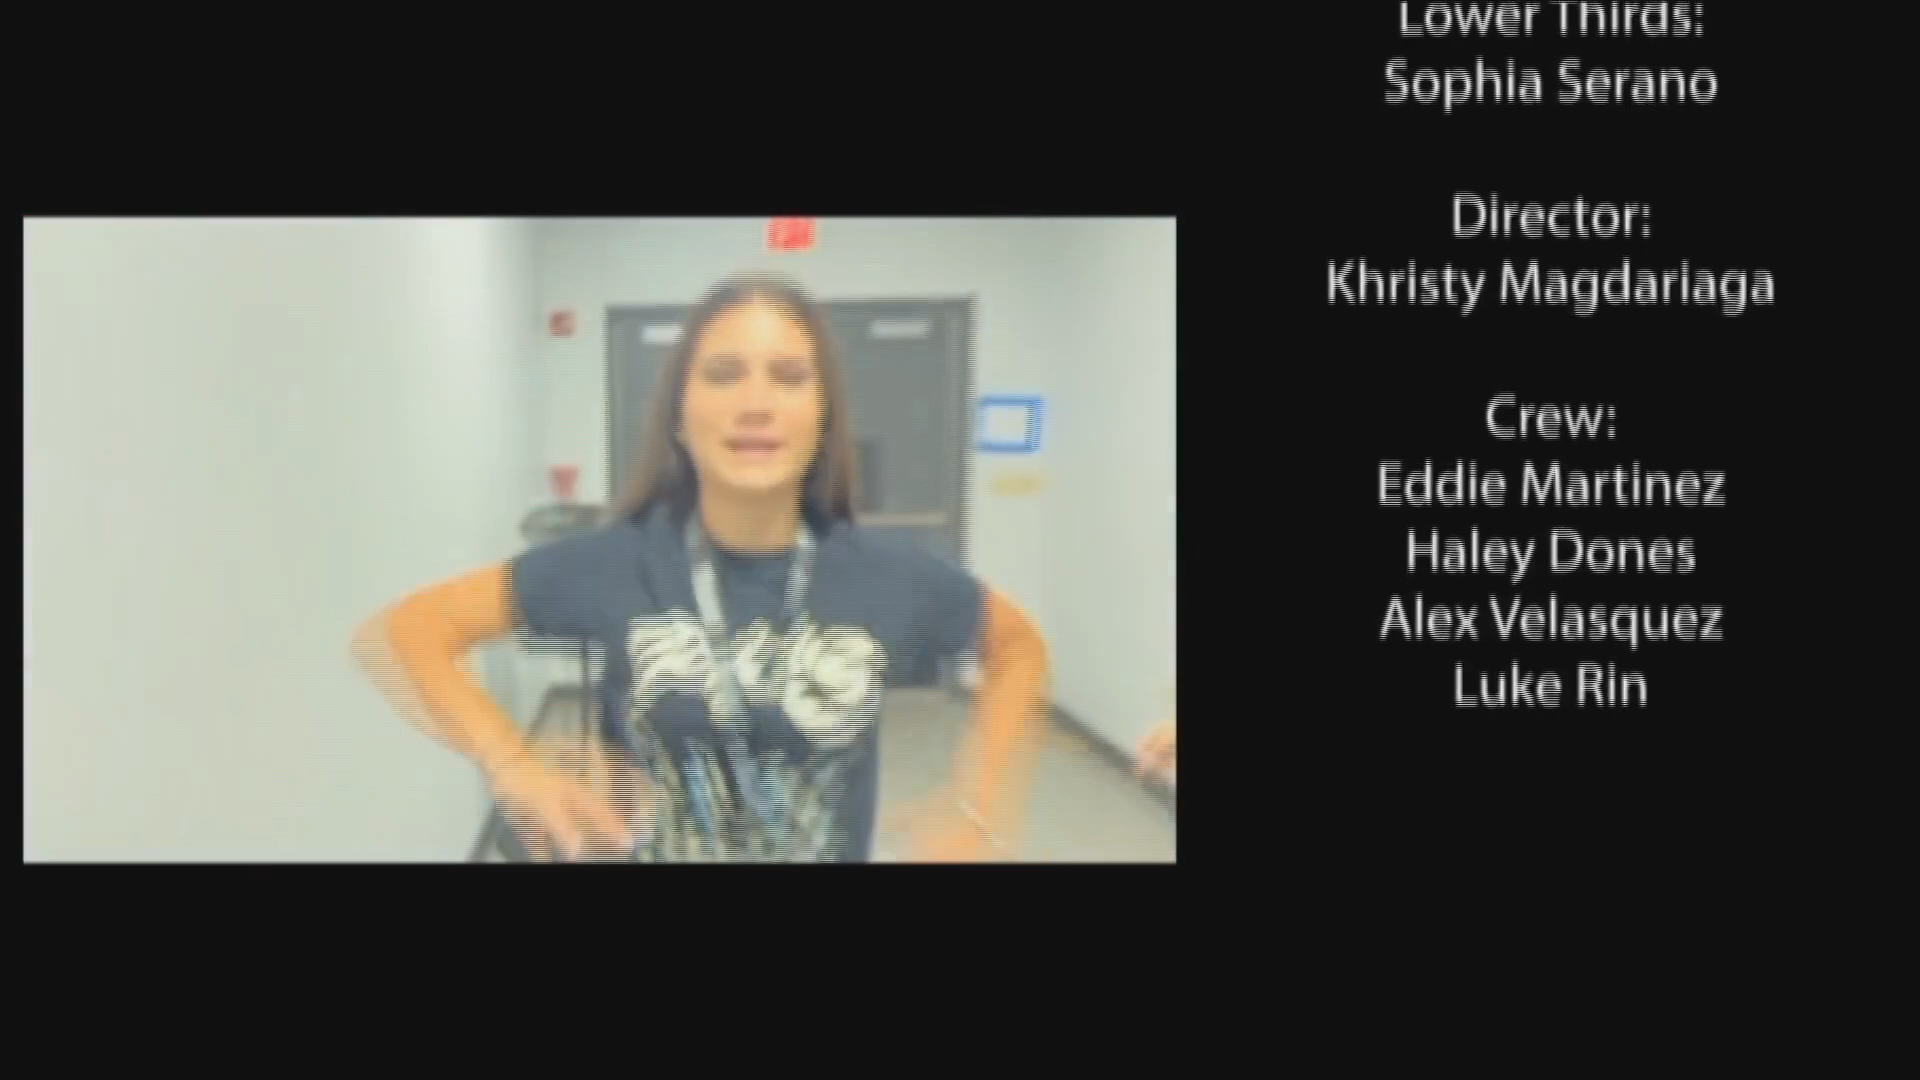 Lower Thirds:
Sophia Serano
Director:
Khristy Magdariaga
Crew:
Eddie Martinez
Haley Dones
Alex Velasquez
Luke Rin